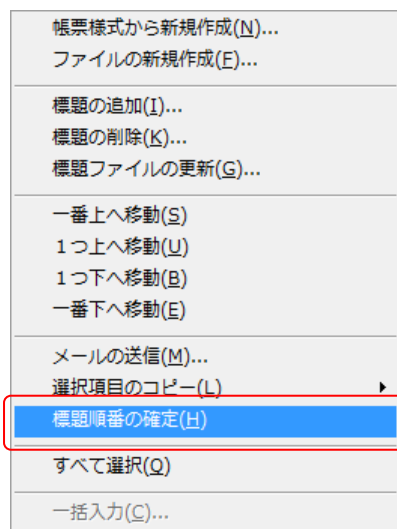 帳票様式から新規作成(N)...
ファイルの新規作成(F)...
標題の追加(I)...
標題の削除(K)...
標題ファイルの更新(G)...
一番上へ移動(S)
１つ上へ移動(U)
１つ下へ移動(B)
一番下へ移動(E)
メールの送信(M)...
選択項目のコピー(L)
標題順番の確定(H)
すべて選択(Q)
一括入力(C)...